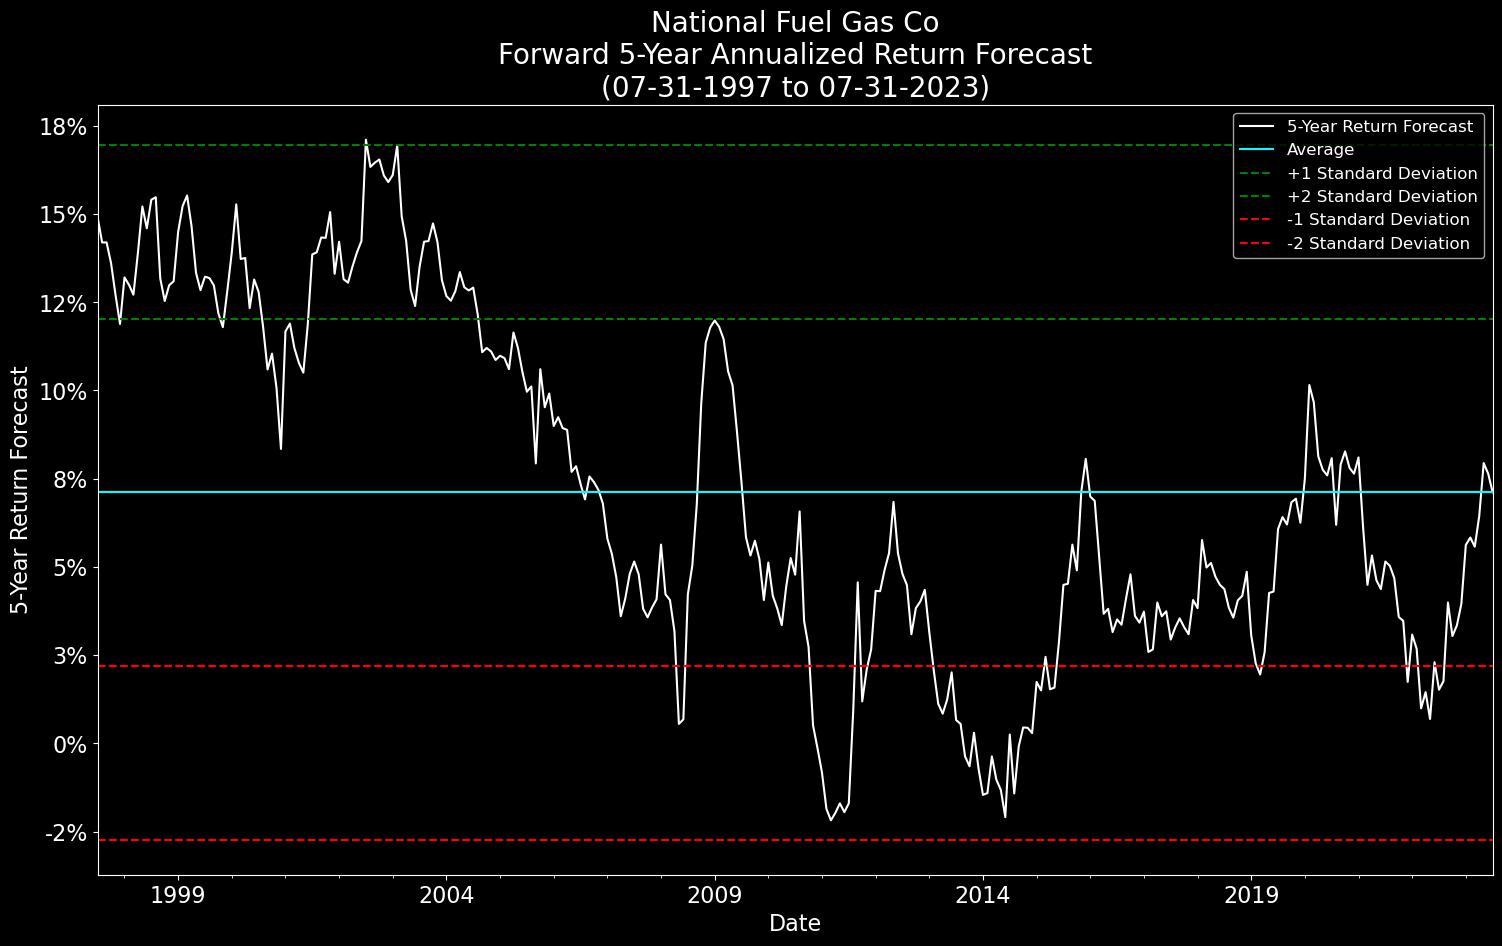 National Fuel Gas Co
Forward 5-Year Annualized Return Forecast
(07-31-1997 to 07-31-2023)
5-Year Return Forecast
Average
+1 Standard Deviation
+2 Standard Deviation
-1 Standard Deviation
-2 Standard Deviation
18%
15%
12%
10%
8%
5%
3%
0%
-2%
5-Year Return Forecast
1999
2004
2009
2014
2019
Date